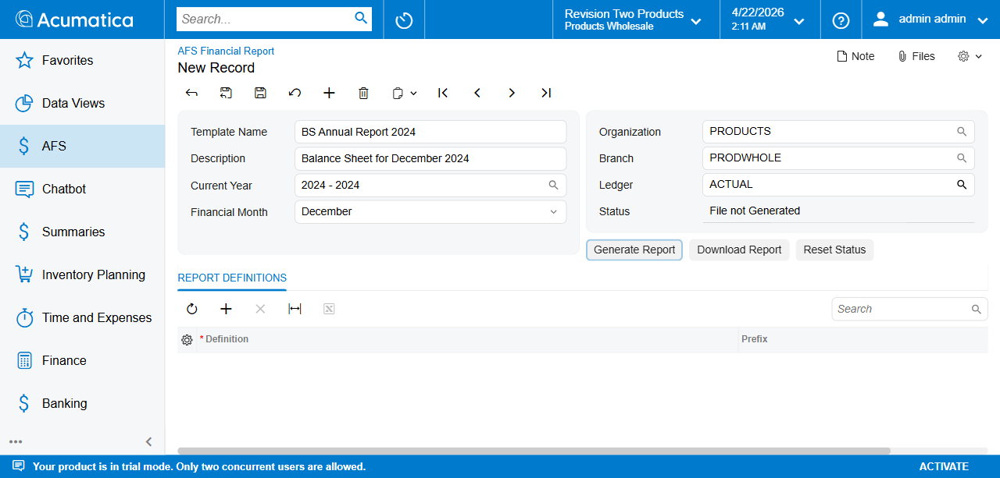 Acumatica
Search...
Revision Two Products
Products Wholesale
4/22/2026
2:11 AM
admin admin
Favorites
Data Views
AFS
Chatbot
Summaries
Inventory Planning
Time and Expenses
Finance
Banking
AFS Financial Report
New Record
Note
Files
Template Name
BS Annual Report 2024
Description
Balance Sheet for December 2024
Current Year
2024 - 2024
Financial Month
December
Organization
PRODUCTS
Branch
PRODWHOLE
Ledger
ACTUAL
Status
File not Generated
Generate Report
Download Report
Reset Status
REPORT DEFINITIONS
Search
* Definition
Prefix
Your product is in trial mode. Only two concurrent users are allowed.
ACTIVATE